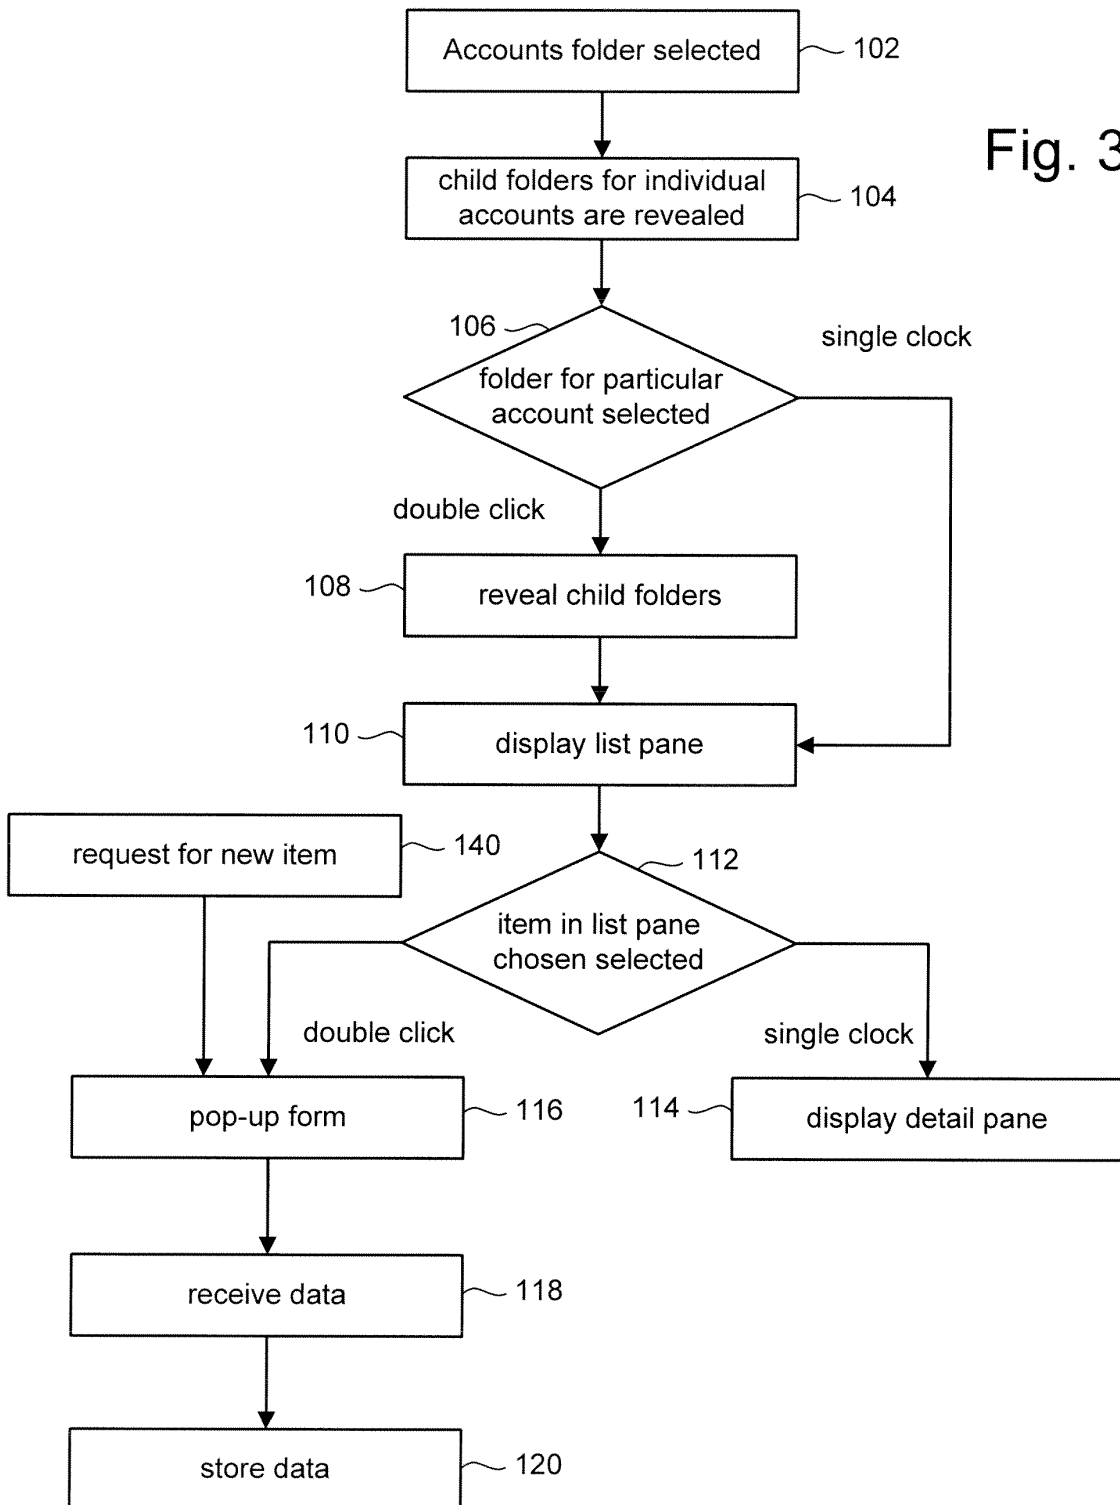 Accounts folder selected
102
Fig. 3
child folders for individual
accounts are revealed
104
106
single clock
folder for particular
account selected
double click
108
reveal child folders
110
display list pane
request for new item
140
112
item in list pane
chosen selected
double click
single clock
pop-up form
116
114
display detail pane
receive data
118
store data
120